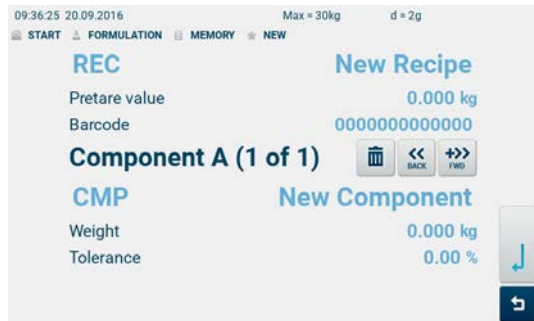 09:36:25 20.09.2016 Max = 30kg d = 2g
START FORMULATION MEMORY NEW
REC New Recipe
Pretare value 0.000 kg
Barcode 0000000000000
Component A (1 of 1) << BACK +>> FWD
CMP New Component
Weight 0.000 kg
Tolerance 0.00 %